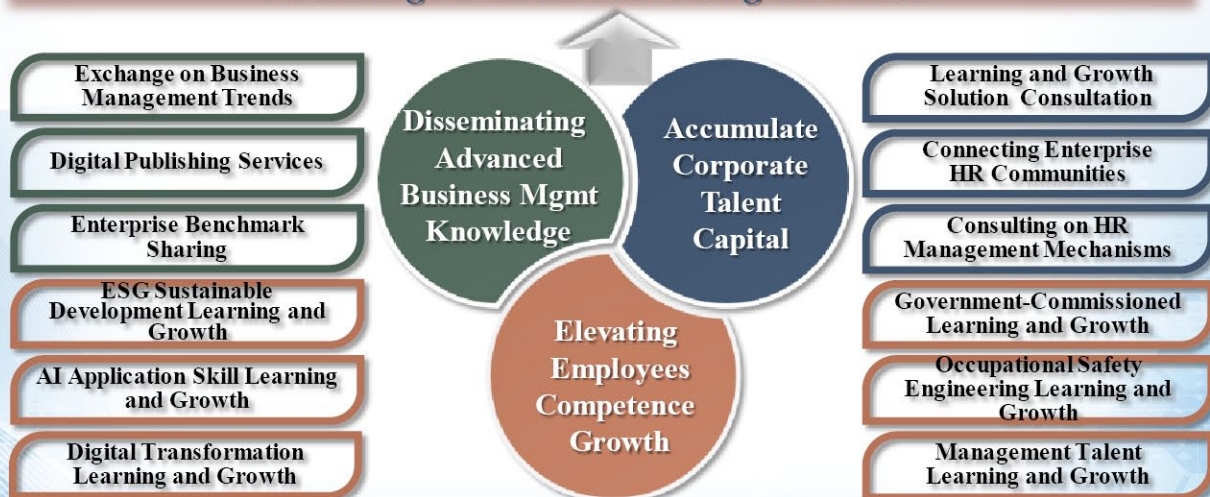 Exchange on Business
Management Trends
Digital Publishing Services
Enterprise Benchmark
Sharing
ESG Sustainable
Development Learning and
Growth
AI Application Skill Learning
and Growth
Digital Transformation
Learning and Growth
Disseminating
Advanced
Business Mgmt
Knowledge
Accumulate
Corporate
Talent
Capital
Elevating
Employees
Competence
Growth
Learning and Growth
Solution Consultation
Connecting Enterprise
HR Communities
Consulting on HR
Management Mechanisms
Government-Commissioned
Learning and Growth
Occupational Safety
Engineering Learning and
Growth
Management Talent
Learning and Growth